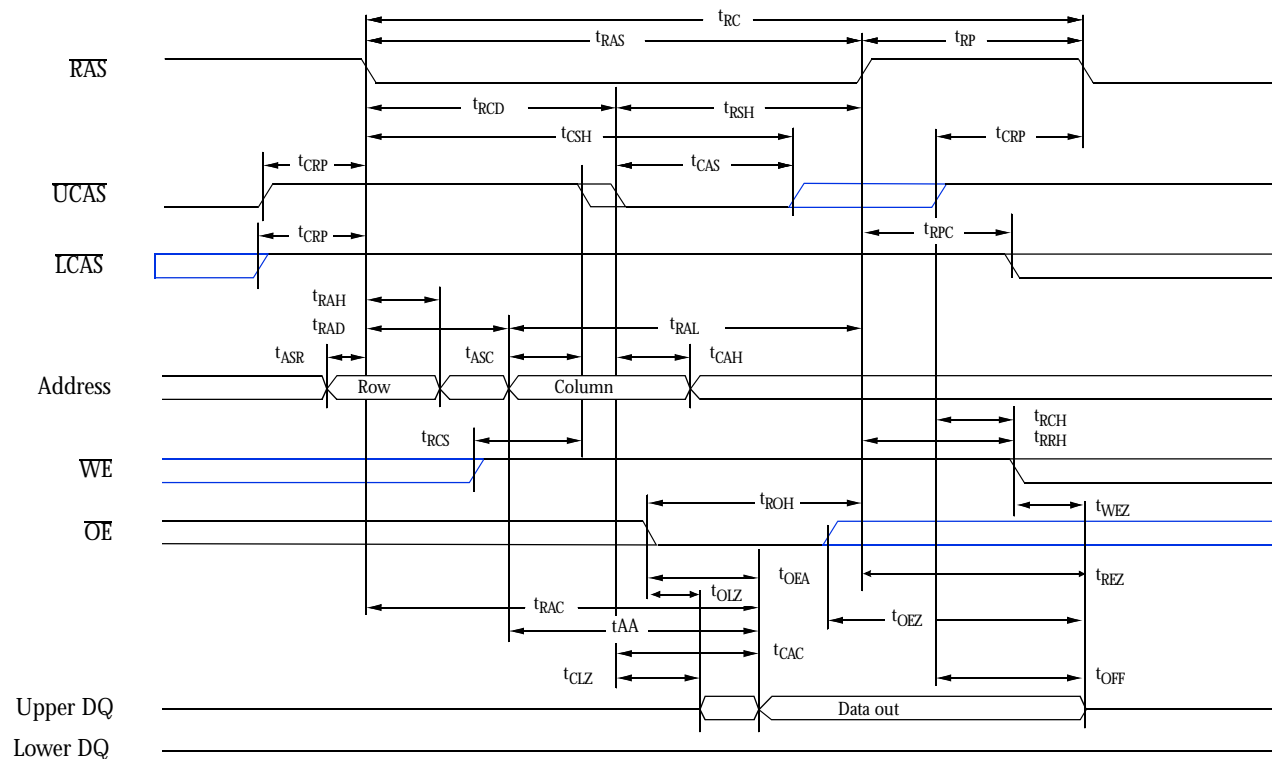 tRC
tRAS
tRP
RAS
tRCD
tRSH
tCSH
tCRP
tCRP
tCAS
UCAS
tCRP
tRPC
LCAS
tRAH
tRAD
tRAL
tASR
tASC
tCAH
Address
Row
Column
tRCH
tRCS
tRRH
WE
tROH
tWEZ
OE
tOEA
tREZ
tOLZ
tRAC
tOEZ
tAA
tCAC
tCLZ
tOFF
Upper DQ
Data out
Lower DQ